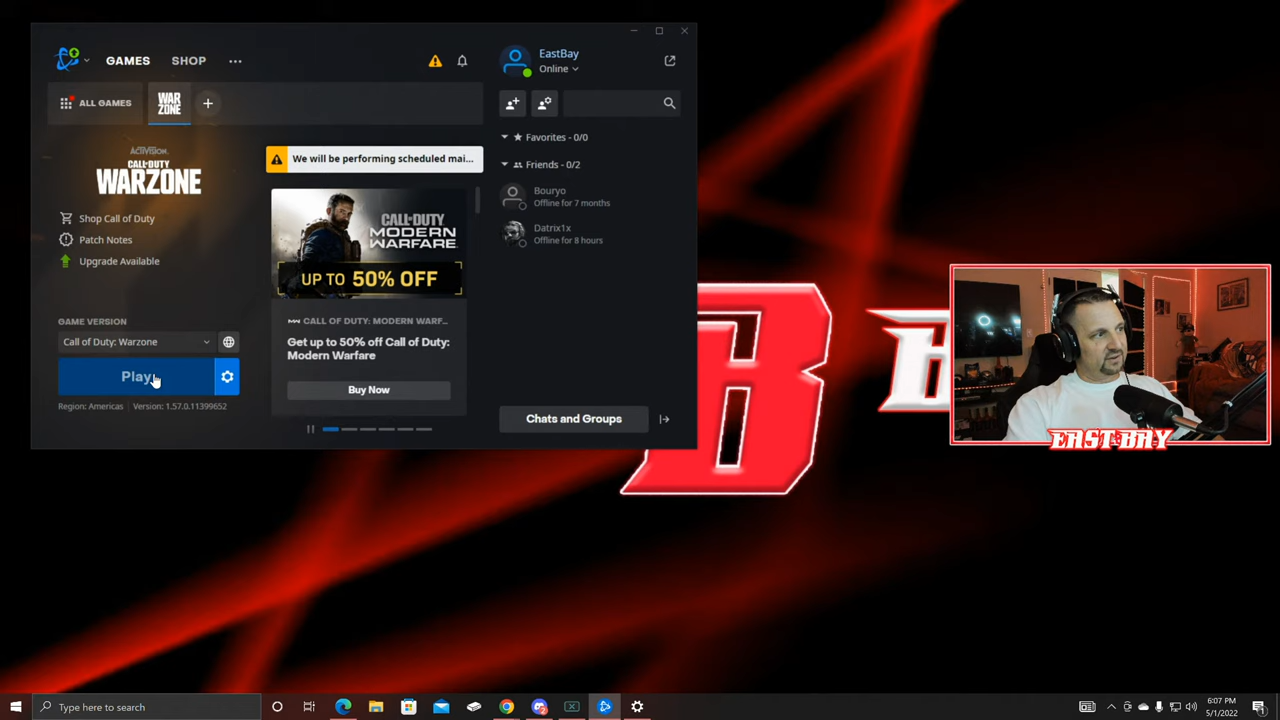 GAMES
SHOP
EastBay
Online
ALL GAMES
WAR
ZONE
ACTIVISION.
CALL OF DUTY
WARZONE
Shop Call of Duty
Patch Notes
Upgrade Available
GAME VERSION
Call of Duty: Warzone
Play
Region: Americas | Version: 1.57.0.11399652
We will be performing scheduled mai...
CALL OF DUTY
MODERN
WARFARE
UP TO 50% OFF
CALL OF DUTY: MODERN WARF...
Get up to 50% off Call of Duty:
Modern Warfare
Buy Now
Favorites - 0/0
Friends - 0/2
Bouryo
Offline for 7 months
Datrix1x
Offline for 8 hours
Chats and Groups
B
EAST BAY
Type here to search
6:07 PM
5/1/2022
1